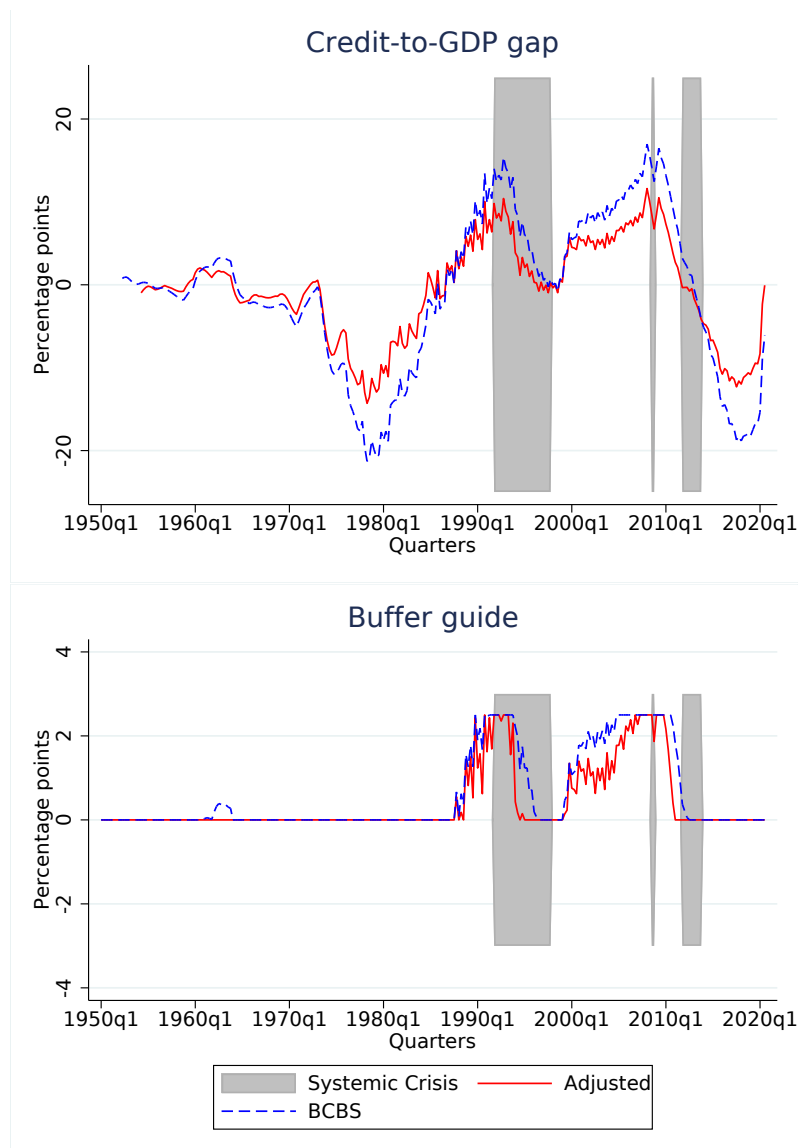 Credit-to-GDP gap
Percentage points
20
0
-20
1950q1 1960q1 1970q1 1980q1 1990q1 2000q1 2010q1 2020q1
Quarters
Buffer guide
Percentage points
4
2
0
-2
-4
1950q1 1960q1 1970q1 1980q1 1990q1 2000q1 2010q1 2020q1
Quarters
Systemic Crisis Adjusted
BCBS